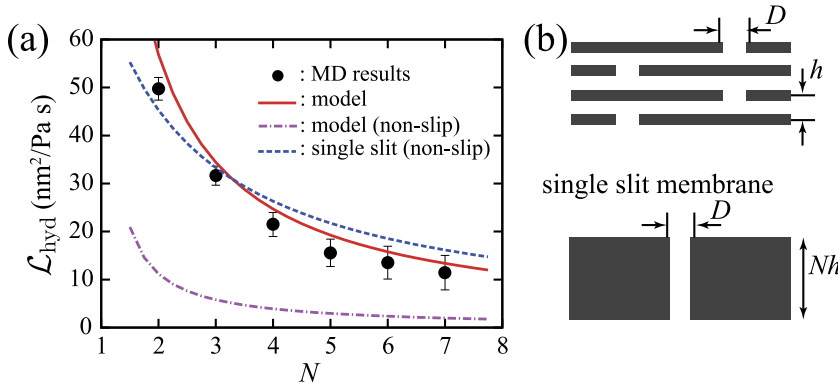 (a)
60
50
40
30
20
10
0
ℒhyd (nm²/Pa s)
1 2 3 4 5 6 7 8
N
: MD results
: model
: model (non-slip)
: single slit (non-slip)
(b)
D
h
single slit membrane
D
Nh